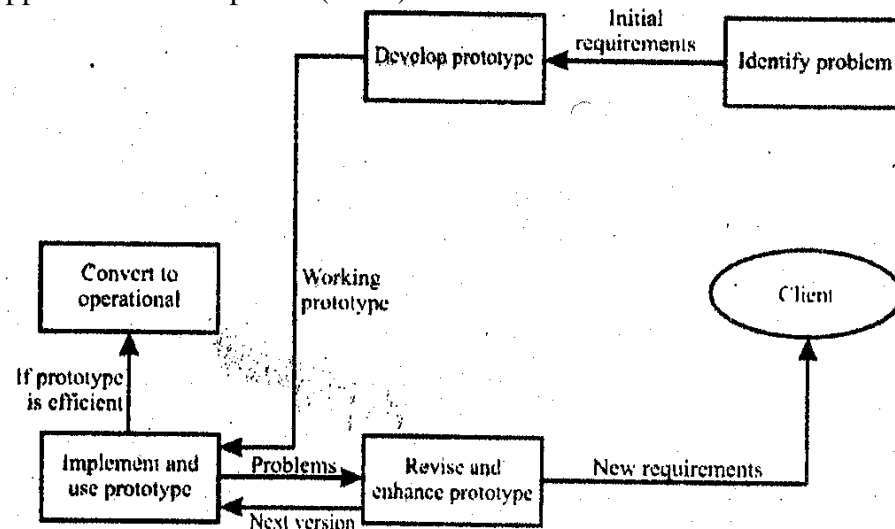 Initial
requirements
Develop prototype
Identify problem
Convert to
operational
Working
prototype
Client
If prototype
is efficient
Implement and
use prototype
Problems
Revise and
enhance prototype
New requirements
Next version